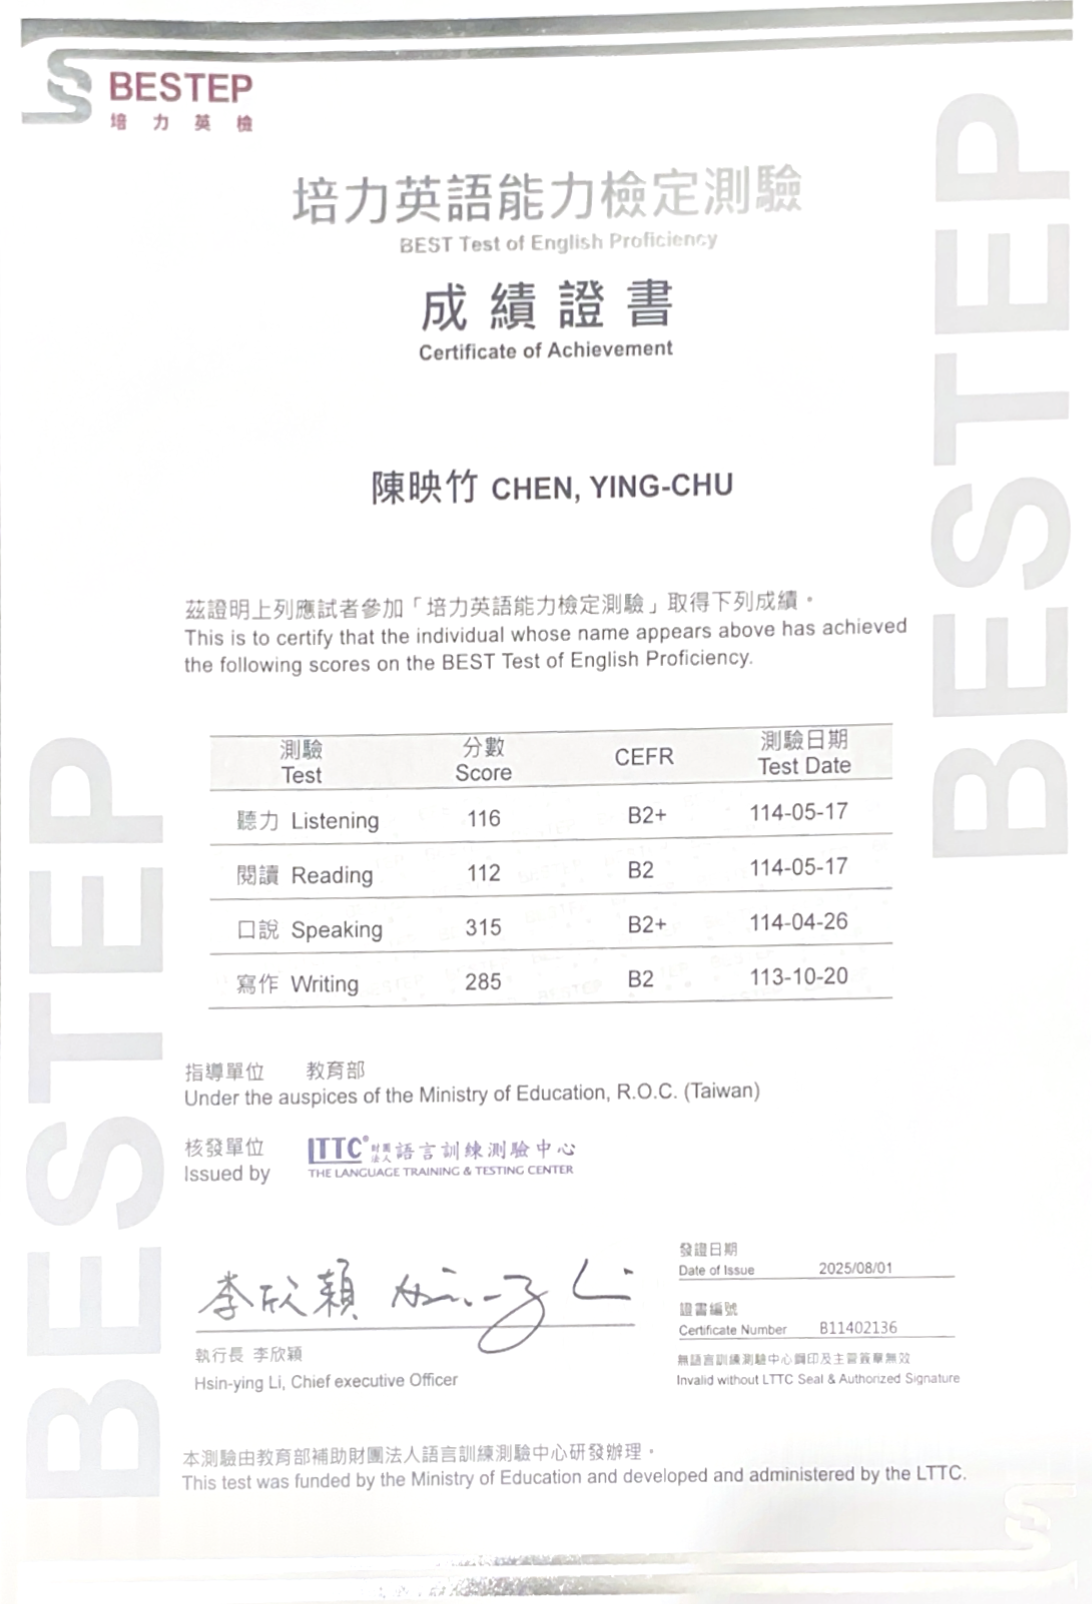 BESTEP
培力英檢
培力英語能力檢定測驗
BEST Test of English Proficiency
成績證書
Certificate of Achievement
陳映竹 CHEN, YING-CHU
茲證明上列應試者參加「培力英語能力檢定測驗」取得下列成績。
This is to certify that the individual whose name appears above has achieved
the following scores on the BEST Test of English Proficiency.
測驗 分數 CEFR 測驗日期
Test Score Test Date
聽力 Listening 116 B2+ 114-05-17
閱讀 Reading 112 B2 114-05-17
口說 Speaking 315 B2+ 114-04-26
寫作 Writing 285 B2 113-10-20
指導單位 教育部
Under the auspices of the Ministry of Education, R.O.C. (Taiwan)
核發單位 LTTC® 財團法人 語言訓練測驗中心
Issued by THE LANGUAGE TRAINING & TESTING CENTER
李欣穎 Hsin-ying Li
執行長 李欣穎
Hsin-ying Li, Chief executive Officer
發證日期
Date of Issue 2025/08/01
證書編號
Certificate Number B11402136
無語言訓練測驗中心鋼印及主管簽章無效
Invalid without LTTC Seal & Authorized Signature
本測驗由教育部補助財團法人語言訓練測驗中心研發辦理。
This test was funded by the Ministry of Education and developed and administered by the LTTC.
BESTEP
BESTEP